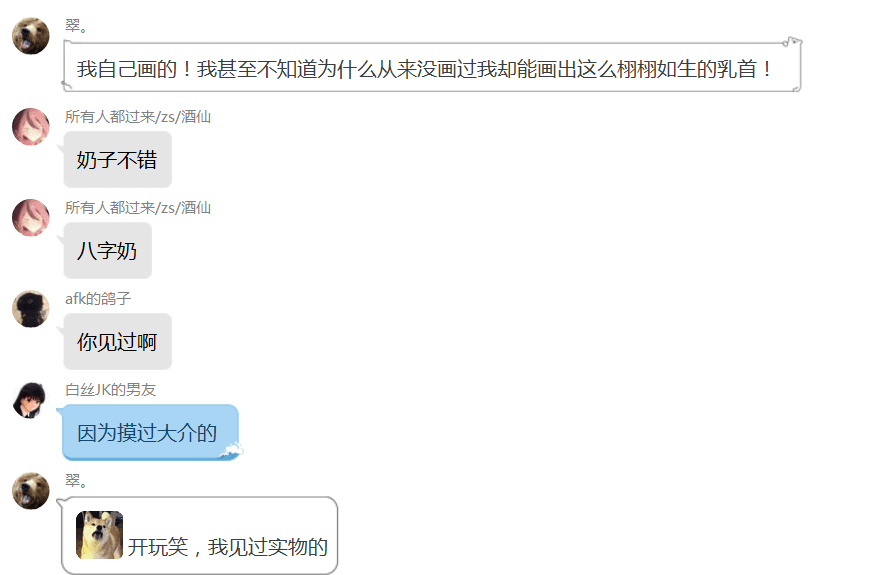 翠。
我自己画的！我甚至不知道为什么从来没画过我却能画出这么栩栩如生的乳首！
所有人都过来/zs/酒仙
奶子不错
所有人都过来/zs/酒仙
八字奶
afk的鸽子
你见过啊
白丝JK的男友
因为摸过大介的
翠。
开玩笑，我见过实物的